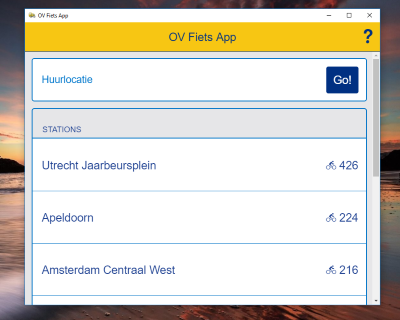 OV Fiets App
OV Fiets App
?
Huurlocatie
Go!
STATIONS
Utrecht Jaarbeursplein
426
Apeldoorn
224
Amsterdam Centraal West
216